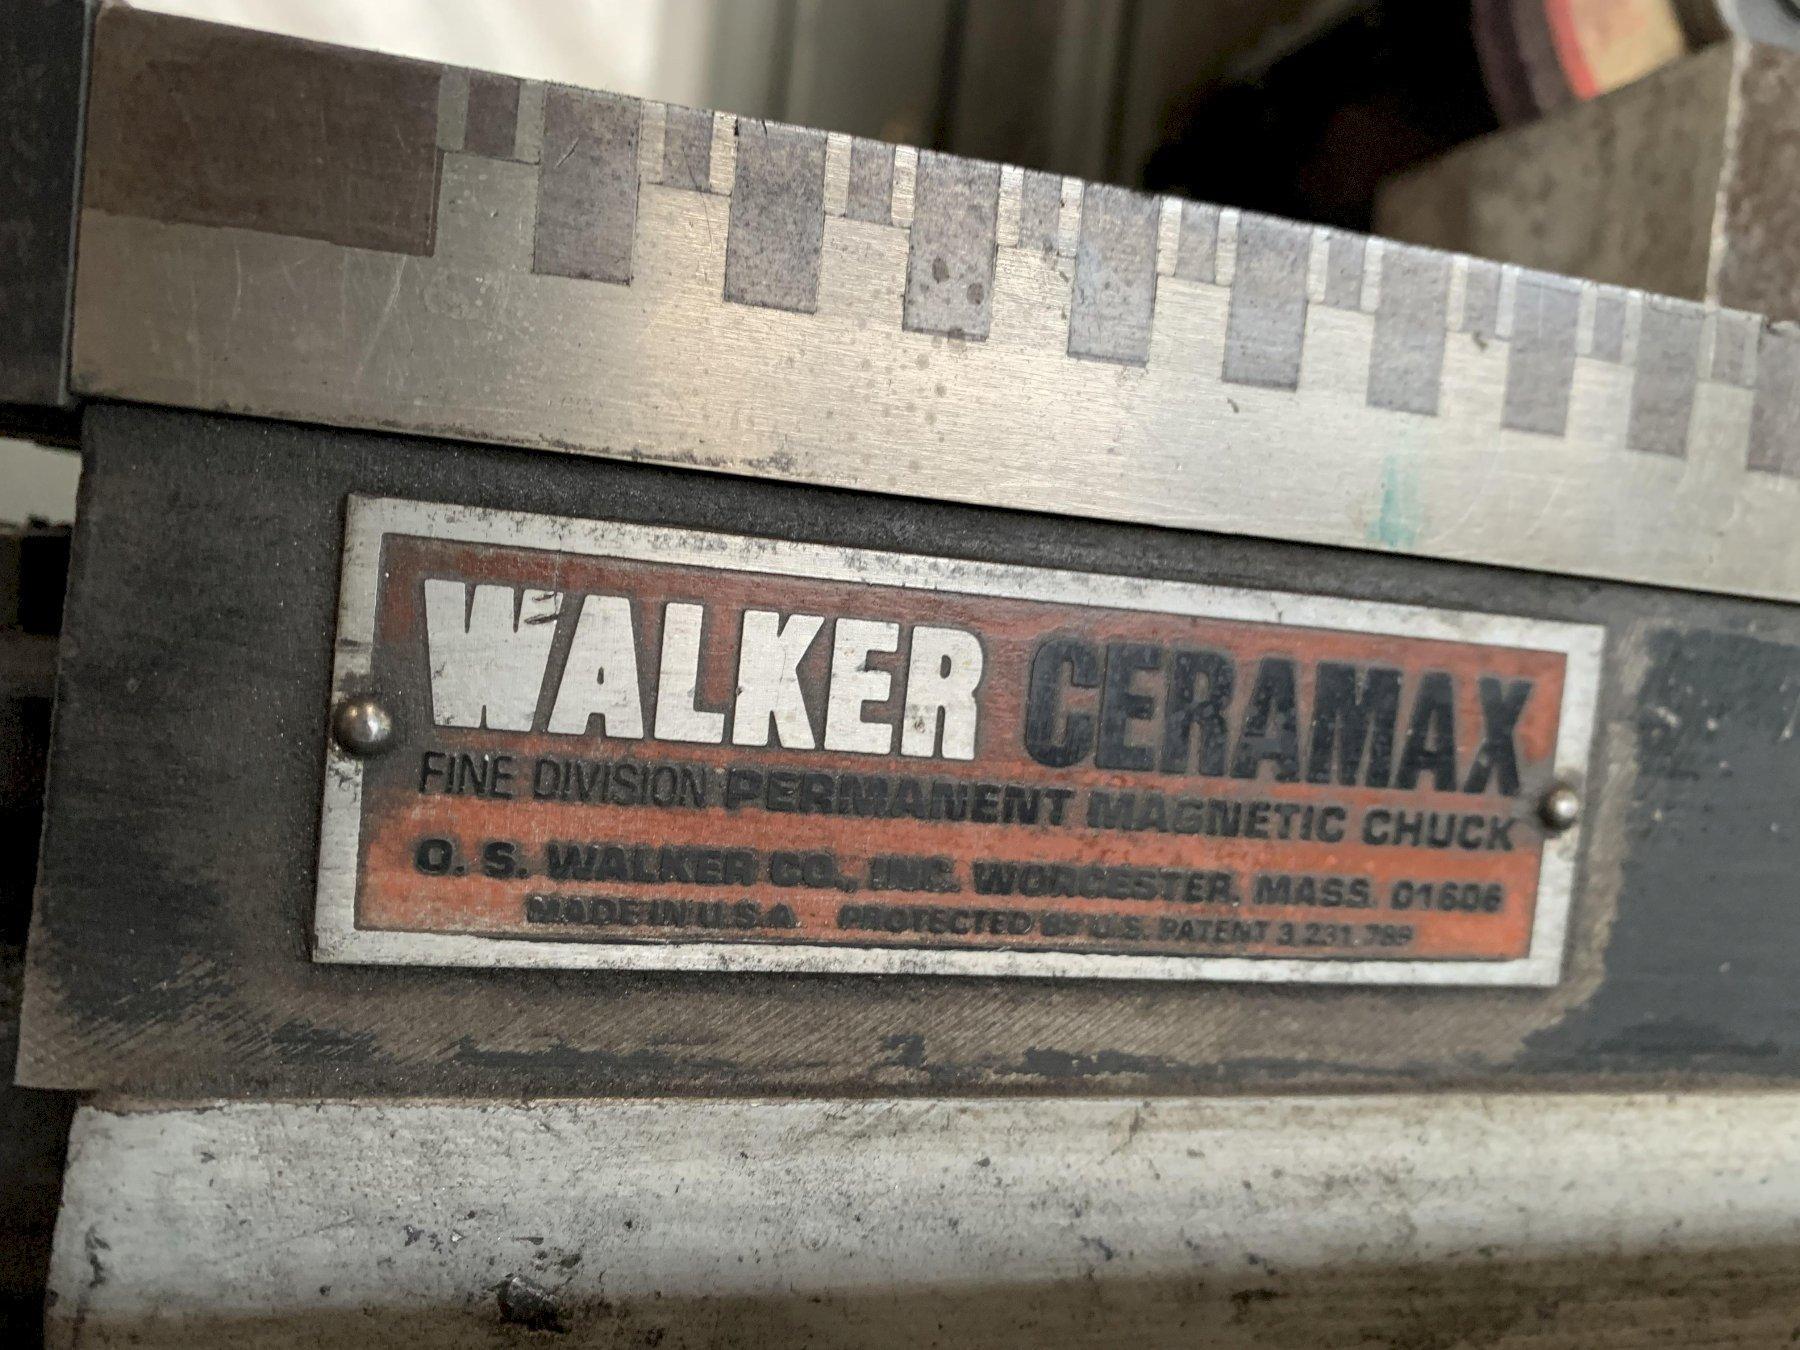 WALKER CERAMAX
FINE DIVISION PERMANENT MAGNETIC CHUCK
O. S. WALKER CO., INC. WORCESTER, MASS. 01606
MADE IN U.S.A. PROTECTED BY U.S. PATENT 3,231,789